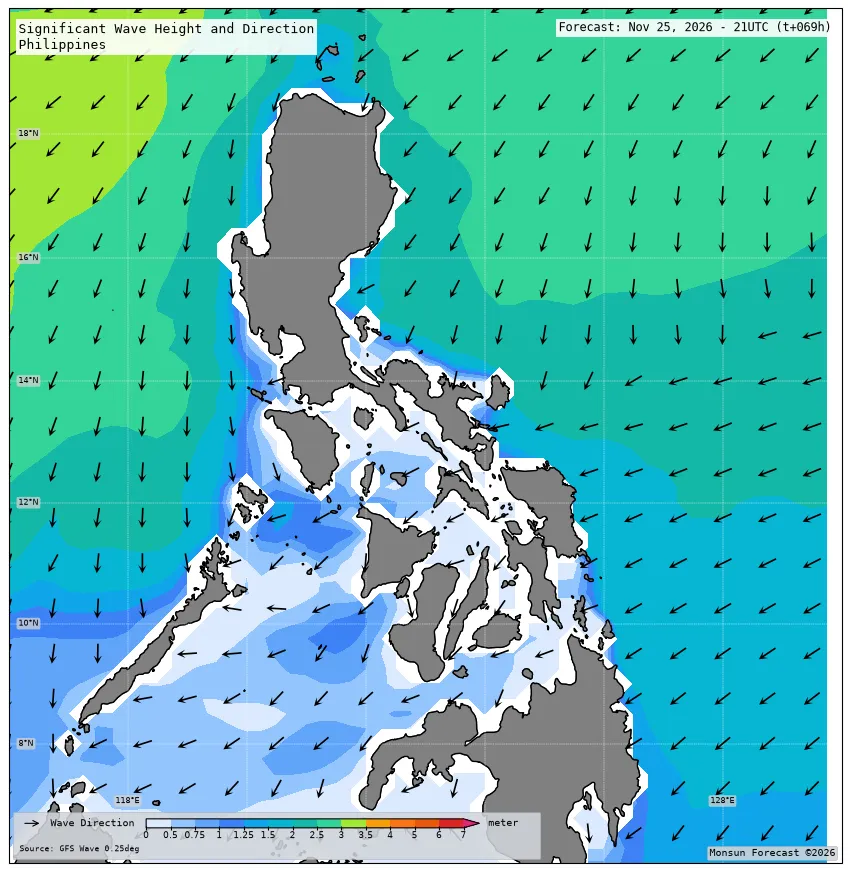 Significant Wave Height and Direction
Philippines
Forecast: Nov 25, 2026 - 21UTC (t+069h)
18°N
16°N
14°N
12°N
10°N
8°N
118°E
128°E
Wave Direction
meter
0 0.5 0.75 1 1.25 1.5 2 2.5 3 3.5 4 5 6 7
Source: GFS Wave 0.25deg
Monsun Forecast ©2026